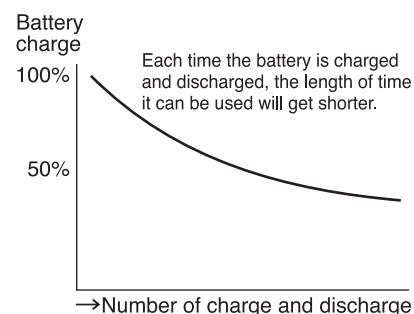 Battery
charge
100%
Each time the battery is charged
and discharged, the length of time
it can be used will get shorter.
50%
→Number of charge and discharge